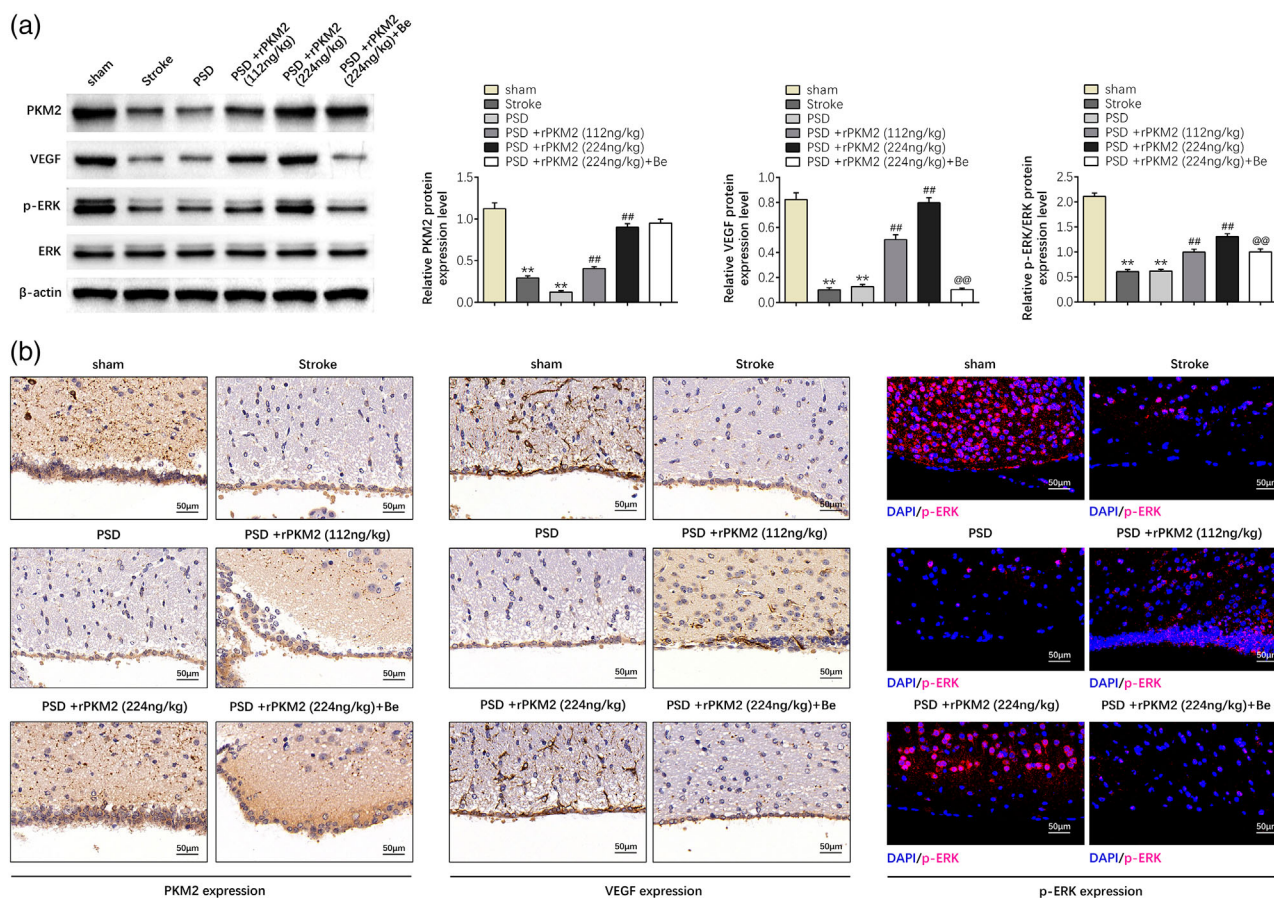 (a)
sham
Stroke
PSD
PSD +rPKM2
(112ng/kg)
PSD +rPKM2
(224ng/kg)
PSD +rPKM2
(224ng/kg)+Be
PKM2
VEGF
p-ERK
ERK
β-actin
sham
Stroke
PSD
PSD +rPKM2 (112ng/kg)
PSD +rPKM2 (224ng/kg)
PSD +rPKM2 (224ng/kg)+Be
Relative PKM2 protein
expression level
1.5
1.0
0.5
0.0
**
**
##
##
sham
Stroke
PSD
PSD +rPKM2 (112ng/kg)
PSD +rPKM2 (224ng/kg)
PSD +rPKM2 (224ng/kg)+Be
Relative VEGF protein
expression level
1.0
0.8
0.6
0.4
0.2
0.0
**
**
##
##
@@
sham
Stroke
PSD
PSD +rPKM2 (112ng/kg)
PSD +rPKM2 (224ng/kg)
PSD +rPKM2 (224ng/kg)+Be
Relative p-ERK/ERK protein
expression level
2.5
2.0
1.5
1.0
0.5
0.0
**
**
##
##
@@
(b)
sham
Stroke
50μm
50μm
PSD
PSD +rPKM2 (112ng/kg)
50μm
50μm
PSD +rPKM2 (224ng/kg)
PSD +rPKM2 (224ng/kg)+Be
50μm
50μm
PKM2 expression
sham
Stroke
50μm
50μm
PSD
PSD +rPKM2 (112ng/kg)
50μm
50μm
PSD +rPKM2 (224ng/kg)
PSD +rPKM2 (224ng/kg)+Be
50μm
50μm
VEGF expression
sham
Stroke
50μm
50μm
DAPI/p-ERK
DAPI/p-ERK
PSD
PSD +rPKM2 (112ng/kg)
50μm
50μm
DAPI/p-ERK
DAPI/p-ERK
PSD +rPKM2 (224ng/kg)
PSD +rPKM2 (224ng/kg)+Be
50μm
50μm
DAPI/p-ERK
DAPI/p-ERK
p-ERK expression